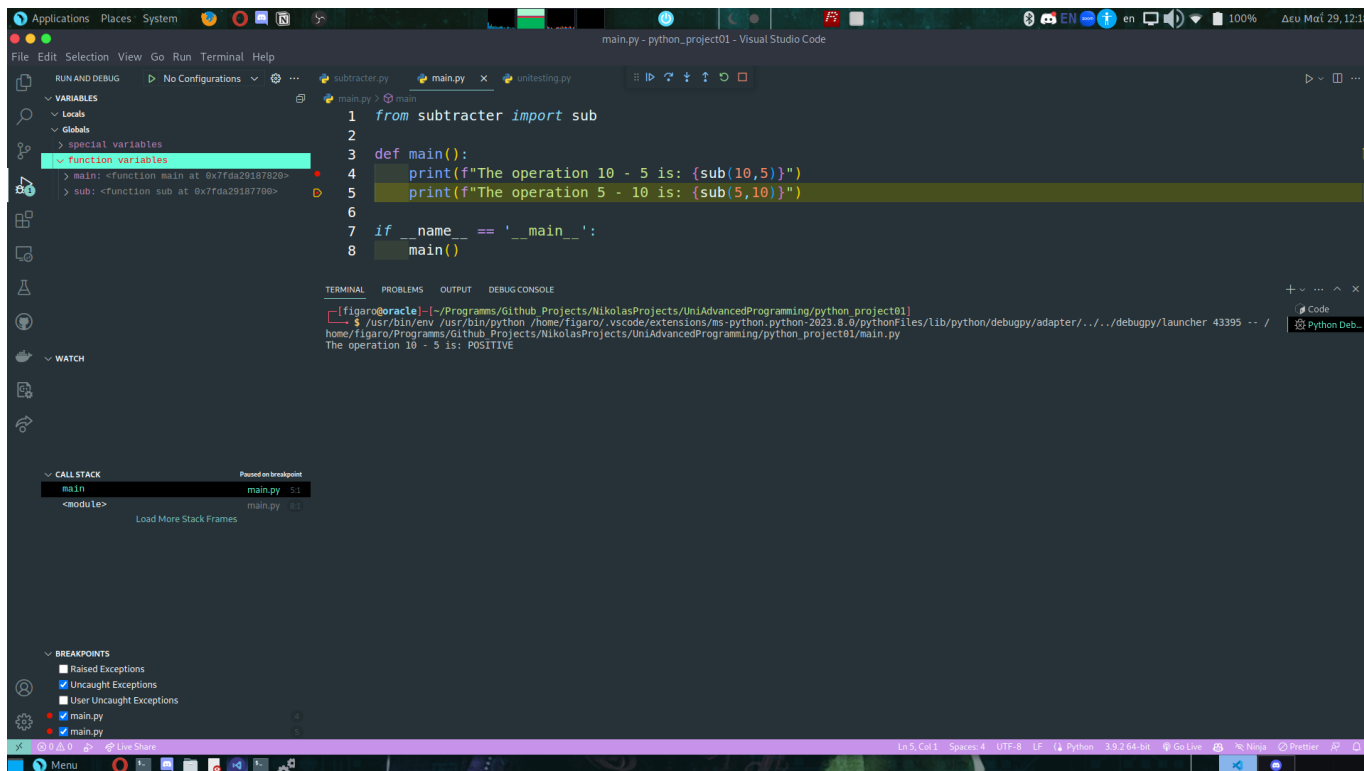 Applications Places System EN en 100% Δευ Μαΐ 29, 12:1
main.py - python_project01 - Visual Studio Code
File Edit Selection View Go Run Terminal Help
RUN AND DEBUG No Configurations ···
subtracter.py main.py × unitesting.py
VARIABLES
Locals
Globals
> special variables
function variables
> main: <function main at 0x7fda29187820>
> sub: <function sub at 0x7fda29187700>
1
main.py > main
1 from subtracter import sub
2
3 def main():
4 print(f"The operation 10 - 5 is: {sub(10,5)}")
5 print(f"The operation 5 - 10 is: {sub(5,10)}")
6
7 if __name__ == '__main__':
8 main()
TERMINAL PROBLEMS OUTPUT DEBUG CONSOLE
[figaro@oracle]-[~/Programms/Github_Projects/NikolasProjects/UniAdvancedProgramming/python_project01]
$ /usr/bin/env /usr/bin/python /home/figaro/.vscode/extensions/ms-python.python-2023.8.0/pythonFiles/lib/python/debugpy/adapter/../../debugpy/launcher 43395 -- /
home/figaro/Programms/Github_Projects/NikolasProjects/UniAdvancedProgramming/python_project01/main.py
The operation 10 - 5 is: POSITIVE
Code
Python Deb...
WATCH
CALL STACK Paused on breakpoint
main main.py 5:1
<module> main.py 8:1
Load More Stack Frames
BREAKPOINTS
Raised Exceptions
Uncaught Exceptions
User Uncaught Exceptions
main.py 4
main.py 5
0 0 Live Share Ln 5, Col 1 Spaces: 4 UTF-8 LF Python 3.9.2 64-bit Go Live Ninja Prettier
Menu